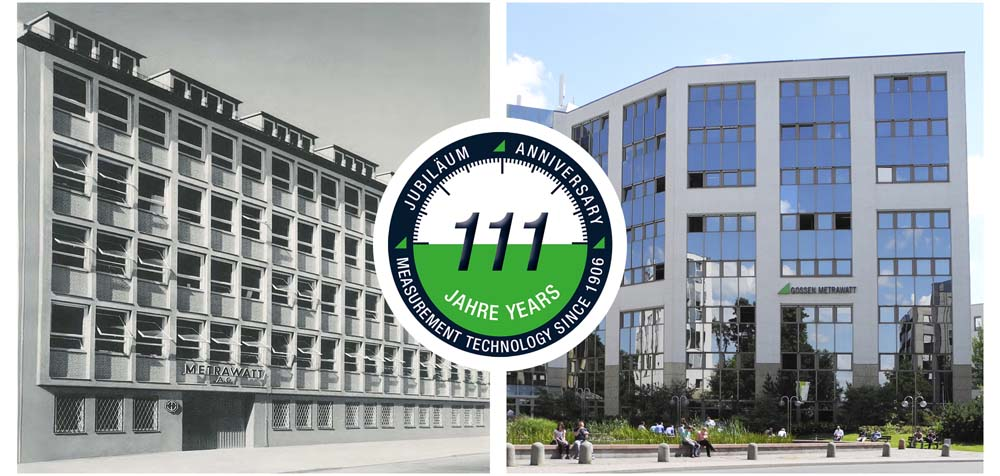 METRAWATT
A.G.
JUBILÄUM
ANNIVERSARY
111
JAHRE YEARS
MEASUREMENT TECHNOLOGY SINCE 1906
GOSSEN METRAWATT